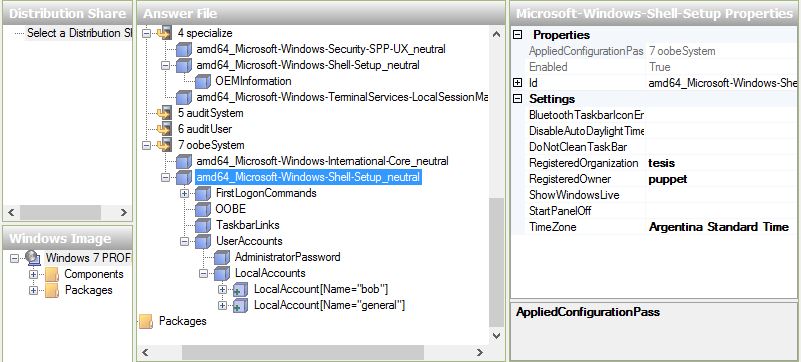 Distribution Share
Select a Distribution Sl
Windows Image
Windows 7 PROF
Components
Packages
Answer File
4 specialize
amd64_Microsoft-Windows-Security-SPP-UX_neutral
amd64_Microsoft-Windows-Shell-Setup_neutral
OEMInformation
amd64_Microsoft-Windows-TerminalServices-LocalSessionMa
5 auditSystem
6 auditUser
7 oobeSystem
amd64_Microsoft-Windows-International-Core_neutral
amd64_Microsoft-Windows-Shell-Setup_neutral
FirstLogonCommands
OOBE
TaskbarLinks
UserAccounts
AdministratorPassword
LocalAccounts
LocalAccount[Name="bob"]
LocalAccount[Name="general"]
Packages
Microsoft-Windows-Shell-Setup Properties
Properties
AppliedConfigurationPas 7 oobeSystem
Enabled True
Id amd64_Microsoft-Windows-She
Settings
BluetoothTaskbarIconEr
DisableAutoDaylightTime
DoNotCleanTaskBar
RegisteredOrganization tesis
RegisteredOwner puppet
ShowWindowsLive
StartPanelOff
TimeZone Argentina Standard Time
AppliedConfigurationPass